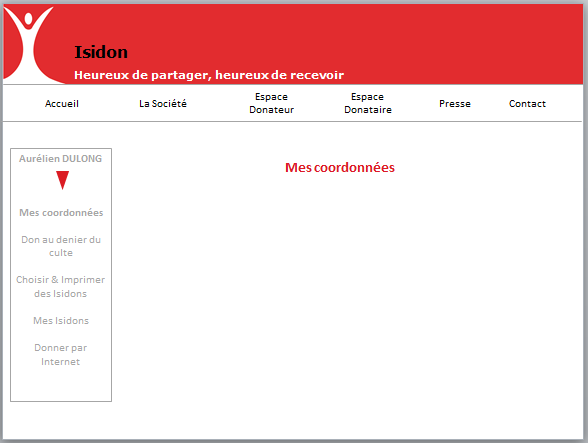 Isidon
Heureux de partager, heureux de recevoir
Accueil
La Société
Espace
Donateur
Espace
Donataire
Presse
Contact
Aurélien DULONG
Mes coordonnées
Don au denier du
culte
Choisir & Imprimer
des Isidons
Mes Isidons
Donner par
Internet
Mes coordonnées